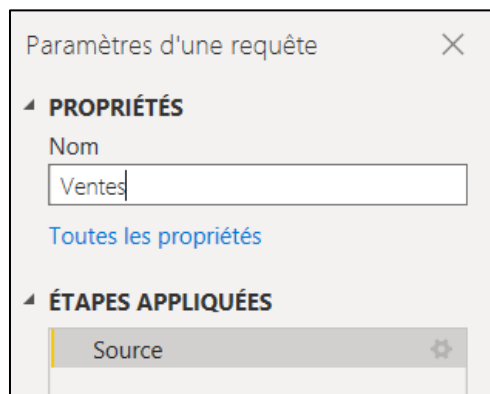 Paramètres d'une requête
PROPRIÉTÉS
Nom
Ventes
Toutes les propriétés
ÉTAPES APPLIQUÉES
Source